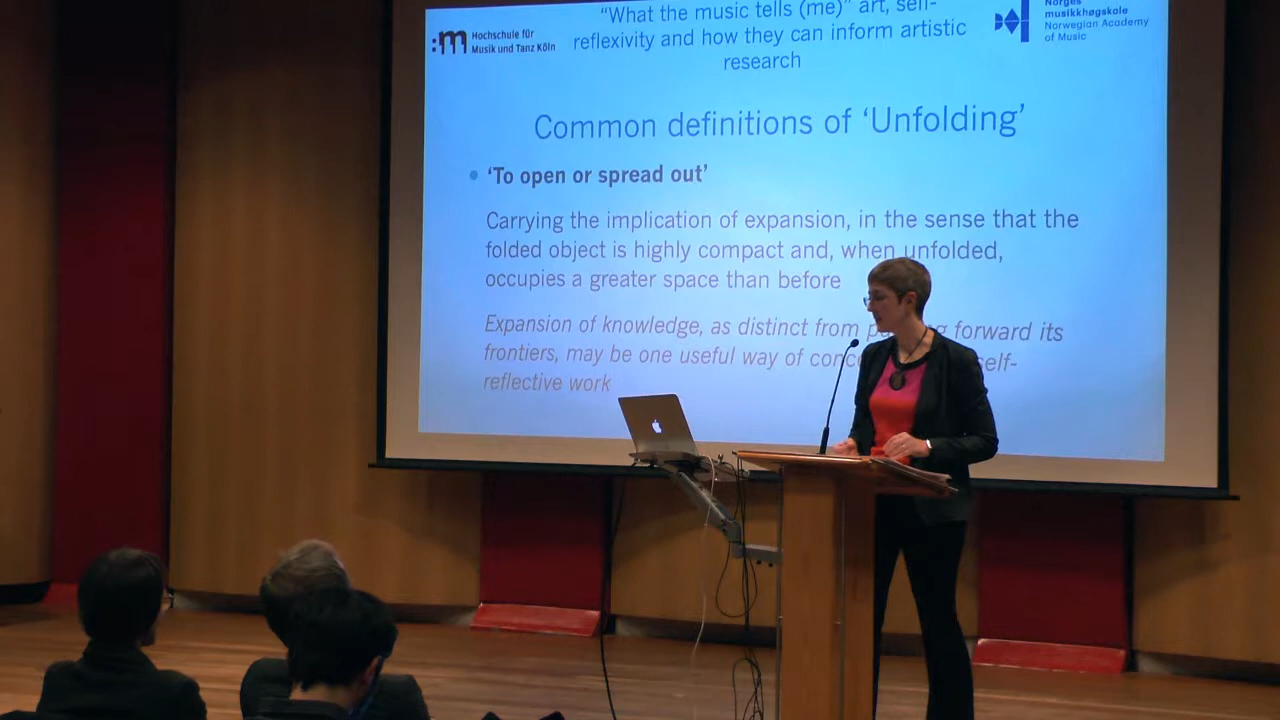 "What the music tells (me)" art, self-
reflexivity and how they can inform artistic
research
:m Hochschule für
Musik und Tanz Köln
Norges
musikkhøgskole
Norwegian Academy
of Music
Common definitions of ‘Unfolding’
• ‘To open or spread out’
Carrying the implication of expansion, in the sense that the
folded object is highly compact and, when unfolded,
occupies a greater space than before
Expansion of knowledge, as distinct from forward its
frontiers, may be one useful way of self-
reflective work